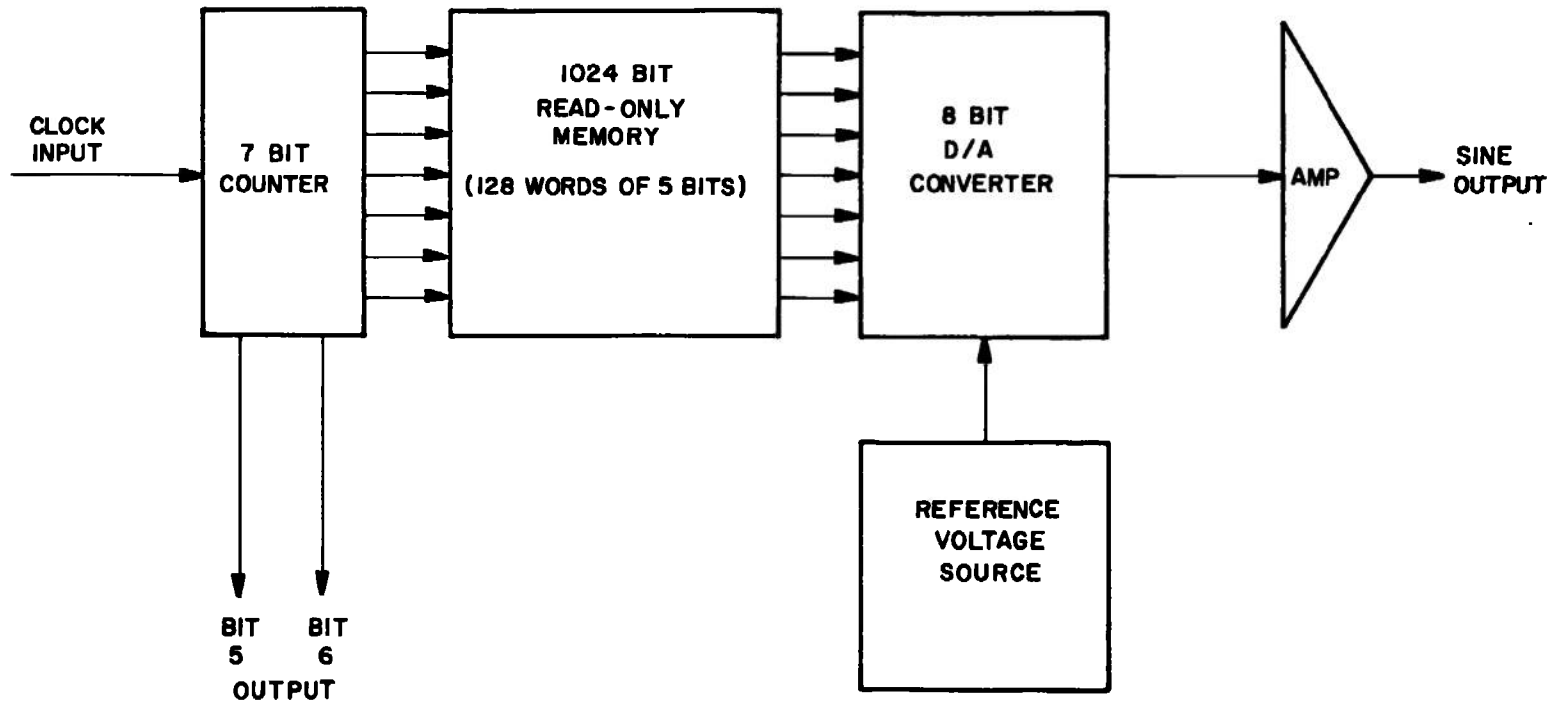 CLOCK
INPUT
7 BIT
COUNTER
1024 BIT
READ-ONLY
MEMORY
(128 WORDS OF 5 BITS)
8 BIT
D/A
CONVERTER
AMP
SINE
OUTPUT
REFERENCE
VOLTAGE
SOURCE
BIT BIT
5 6
OUTPUT